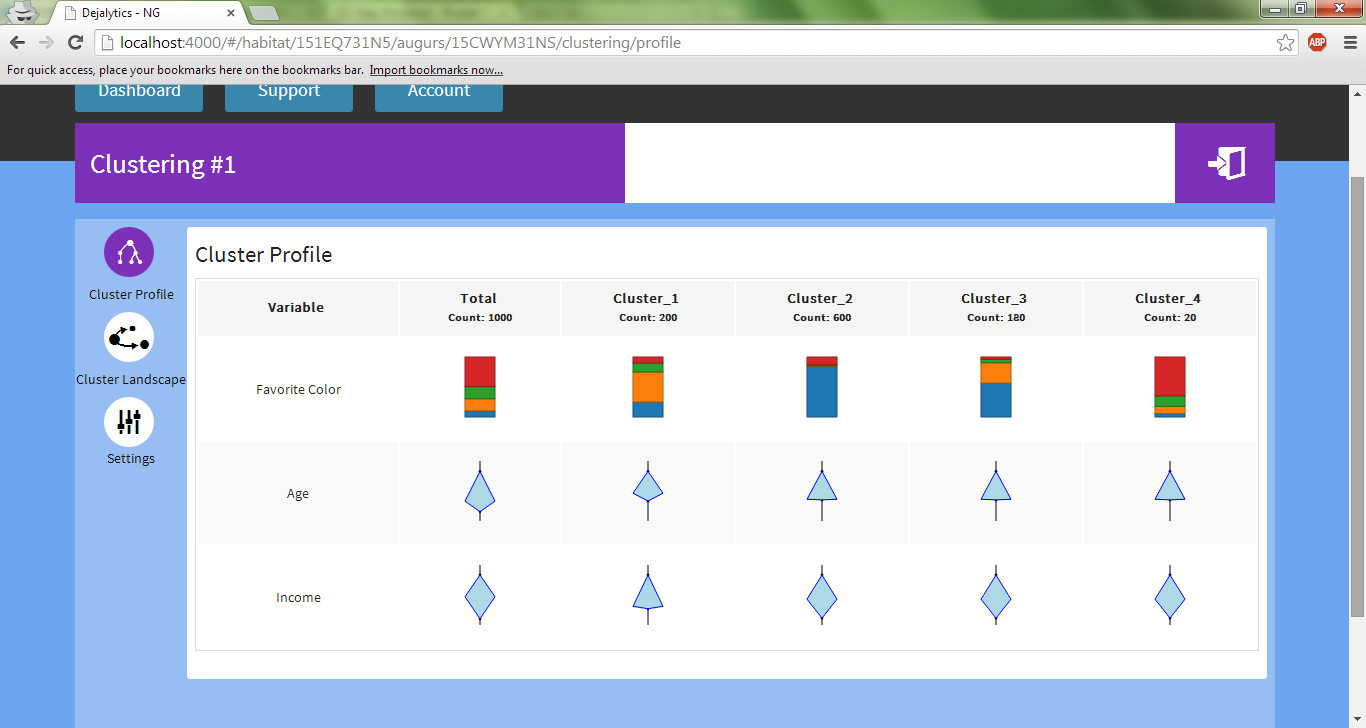 Dejalytics - NG
localhost:4000/#/habitat/151EQ731N5/augurs/15CWYM31NS/clustering/profile
ABP
For quick access, place your bookmarks here on the bookmarks bar. Import bookmarks now...
Dashboard Support Account
Clustering #1
Cluster Profile
Cluster Landscape
Settings
Cluster Profile
Variable Total Cluster_1 Cluster_2 Cluster_3 Cluster_4
Count: 1000 Count: 200 Count: 600 Count: 180 Count: 20
Favorite Color
Age
Income